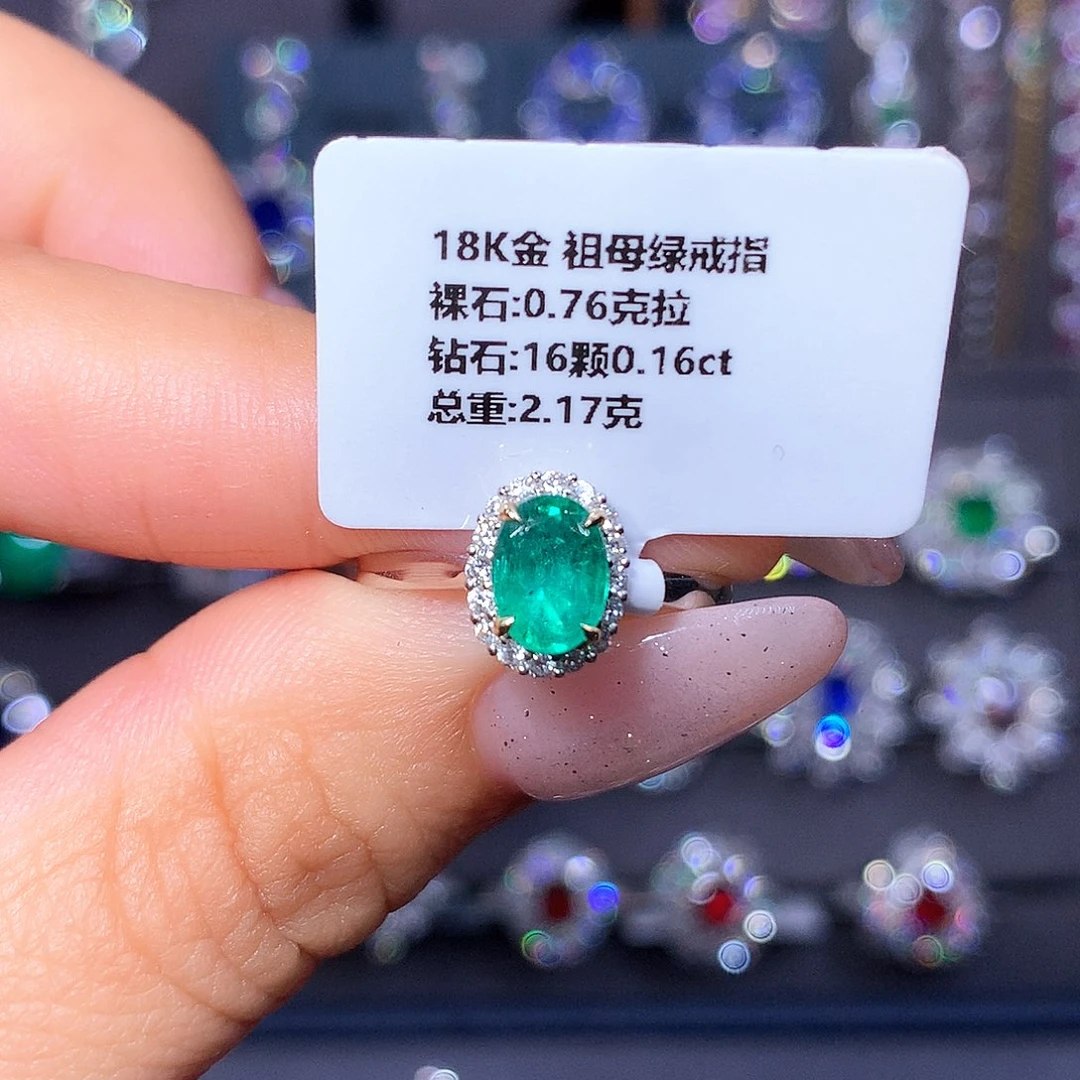 18K金 祖母绿戒指
裸石:0.76克拉
钻石:16颗0.16ct
总重:2.17克